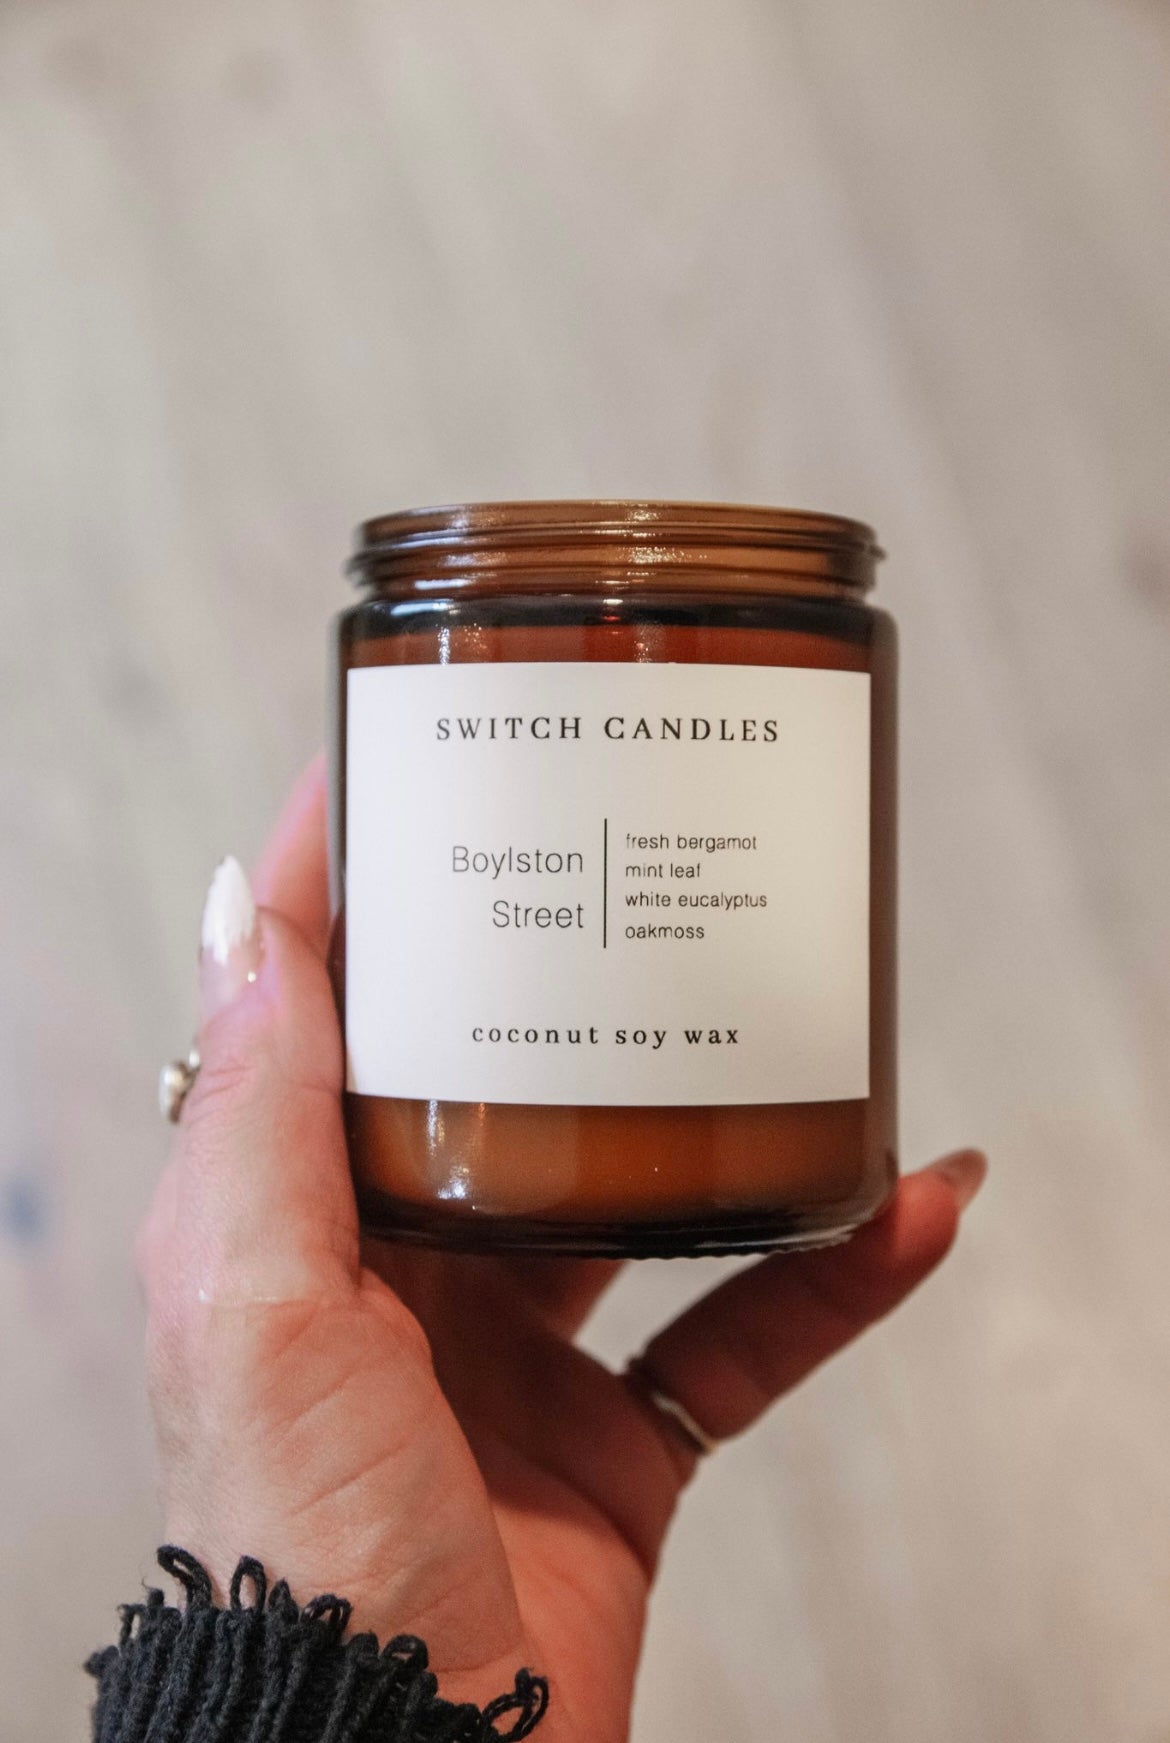 SWITCH CANDLES
Boylston
Street
fresh bergamot
mint leaf
white eucalyptus
oakmoss
coconut soy wax